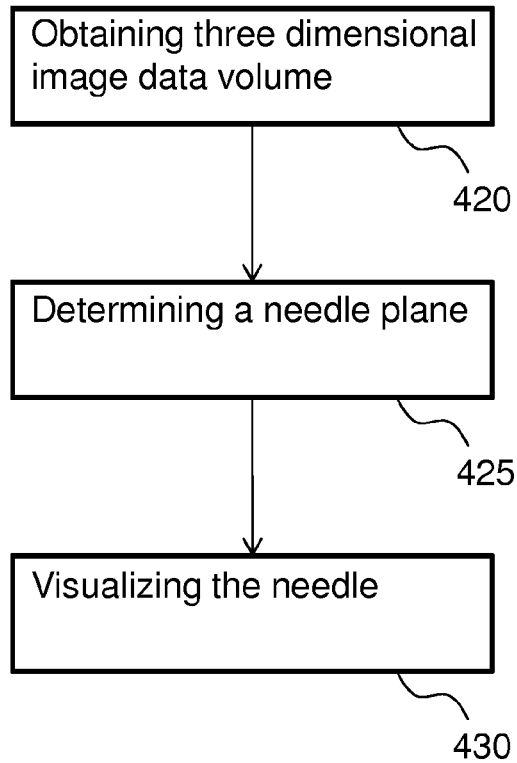 Obtaining three dimensional
image data volume
420
Determining a needle plane
425
Visualizing the needle
430